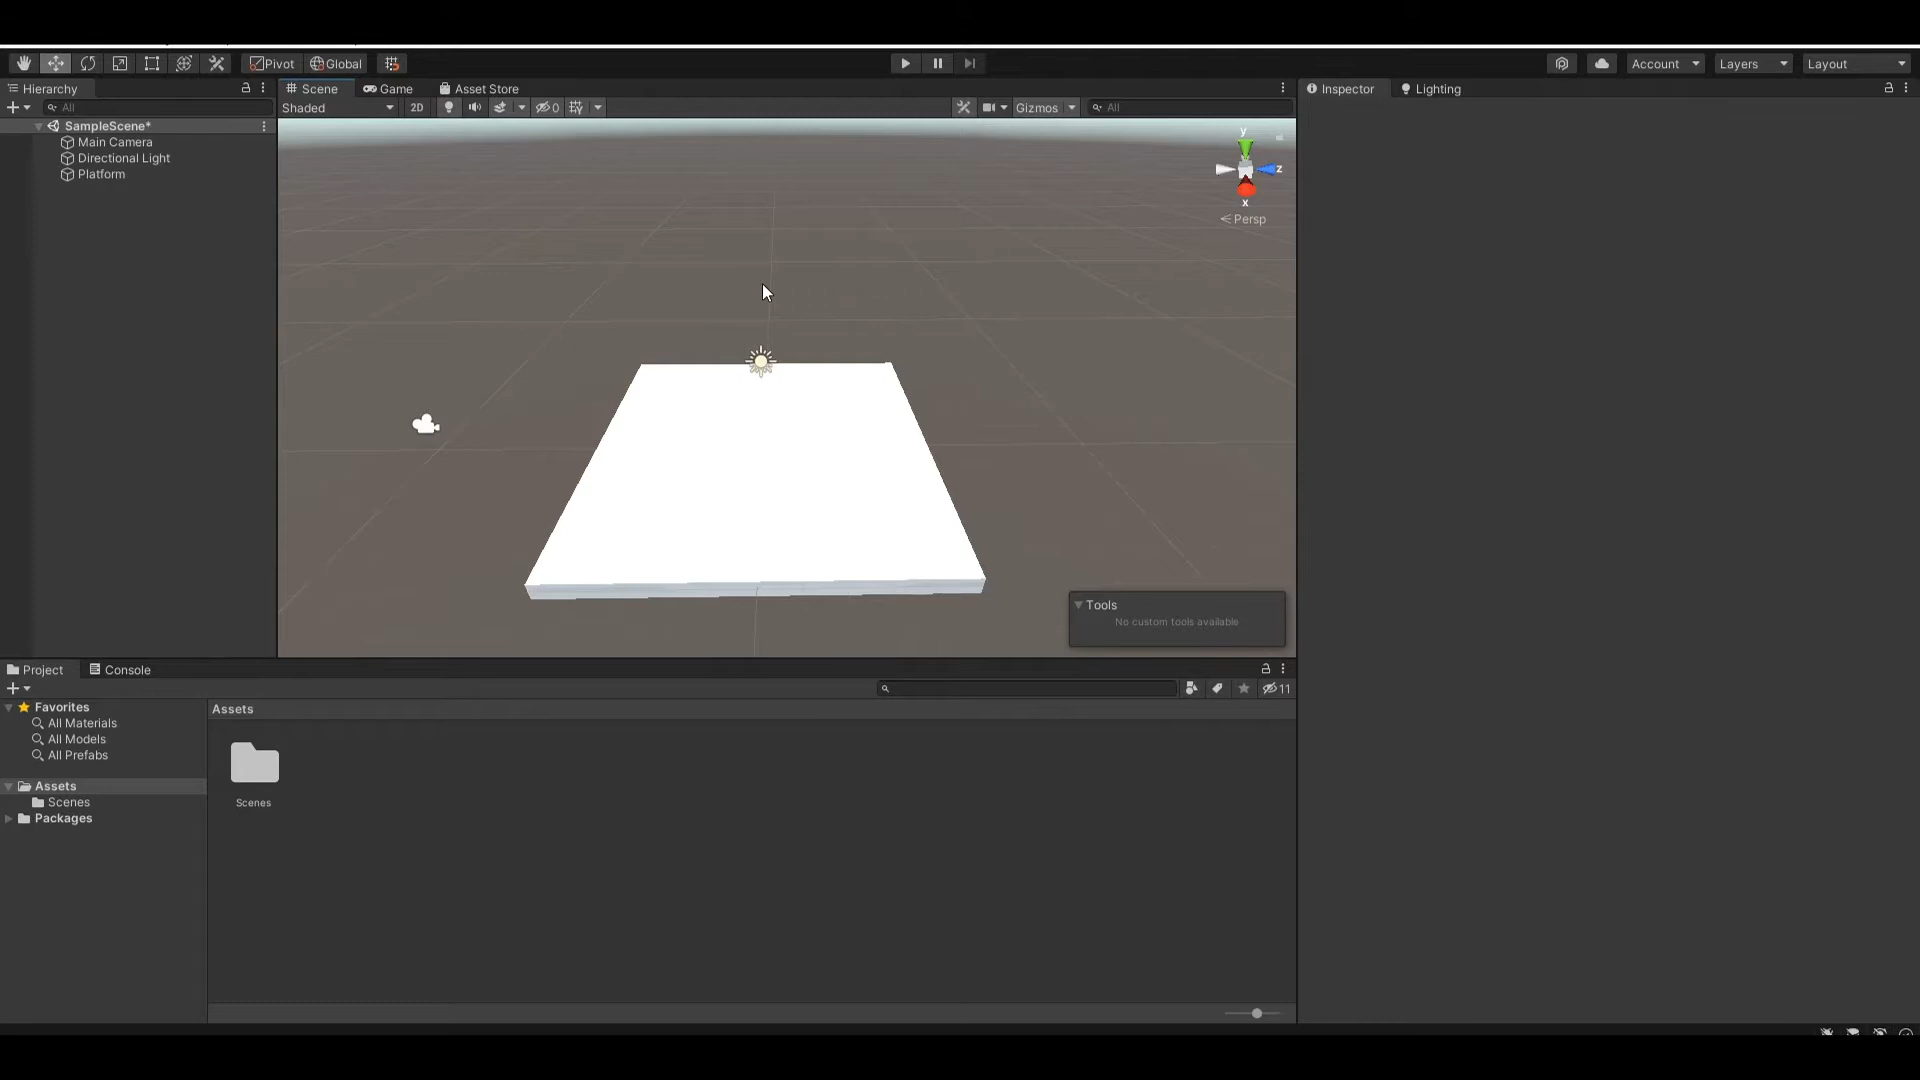 Pivot Global Account Layers Layout
Hierarchy Scene Game Asset Store Inspector Lighting
All Shaded 2D 0 Gizmos All
SampleScene*
Main Camera
Directional Light
Platform
y
z
x
Persp
Tools
No custom tools available
Project Console
11
Favorites Assets
All Materials
All Models
All Prefabs
Assets
Scenes Scenes
Packages